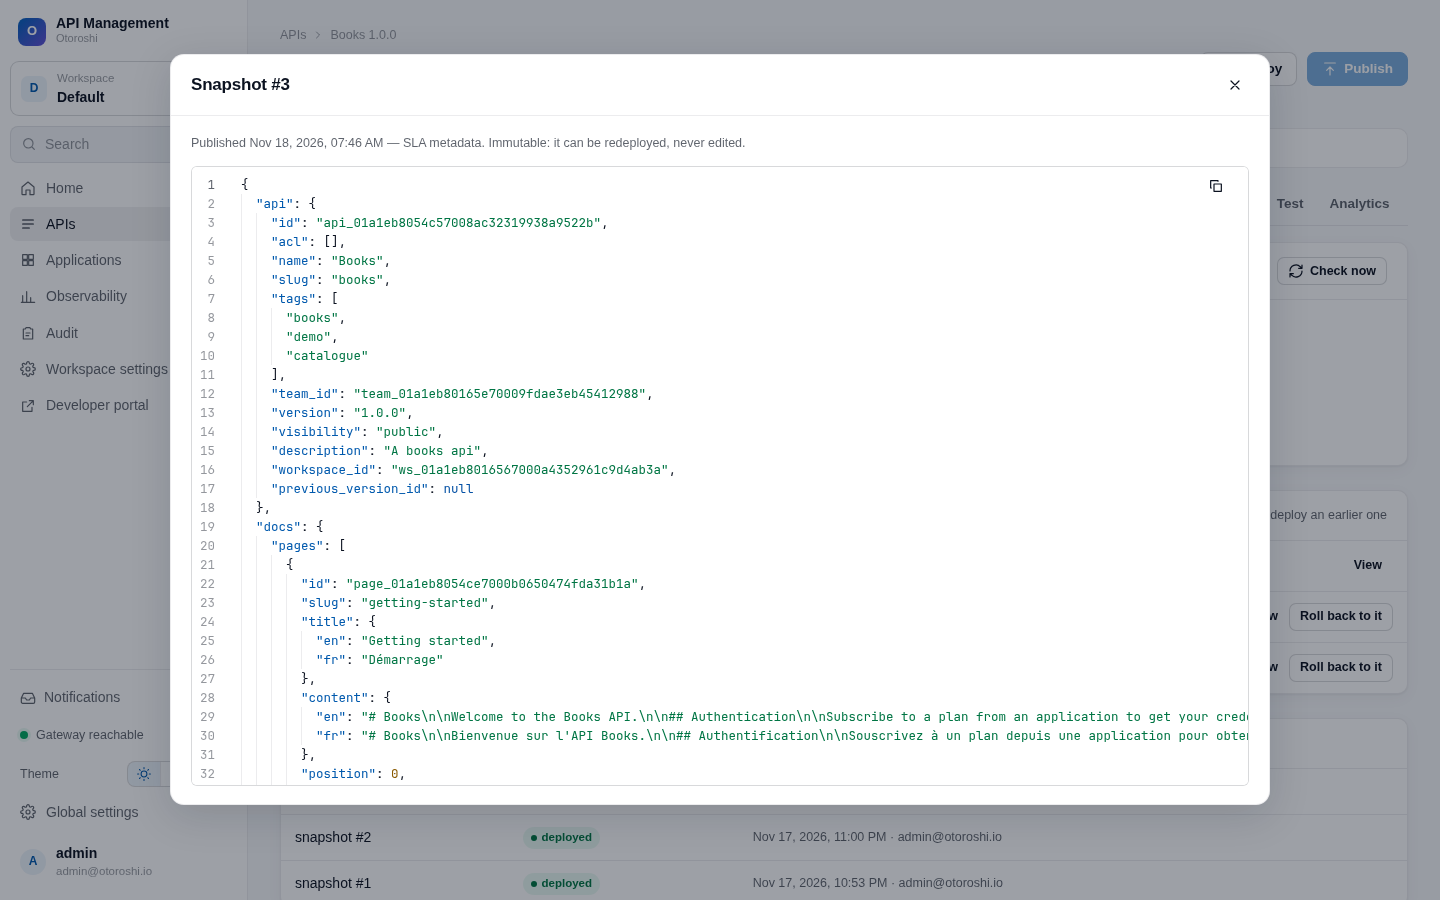 O
API Management
Otoroshi
D
Workspace
Default
Search
Home
APIs
Applications
Observability
Audit
Workspace settings
Developer portal
Notifications
Gateway reachable
Theme
Global settings
A
admin
admin@otoroshi.io
APIs > Books 1.0.0
Publish
Test
Analytics
Check now
deploy an earlier one
View
Roll back to it
Roll back to it
Snapshot #3
Published Nov 18, 2026, 07:46 AM — SLA metadata. Immutable: it can be redeployed, never edited.
1 {
2 "api": {
3 "id": "api_01a1eb8054c57008ac32319938a9522b",
4 "acl": [],
5 "name": "Books",
6 "slug": "books",
7 "tags": [
8 "books",
9 "demo",
10 "catalogue"
11 ],
12 "team_id": "team_01a1eb80165e70009fdae3eb45412988",
13 "version": "1.0.0",
14 "visibility": "public",
15 "description": "A books api",
16 "workspace_id": "ws_01a1eb8016567000a4352961c9d4ab3a",
17 "previous_version_id": null
18 },
19 "docs": {
20 "pages": [
21 {
22 "id": "page_01a1eb8054ce7000b0650474fda31b1a",
23 "slug": "getting-started",
24 "title": {
25 "en": "Getting started",
26 "fr": "Démarrage"
27 },
28 "content": {
29 "en": "# Books\n\nWelcome to the Books API.\n\n## Authentication\n\nSubscribe to a plan from an application to get your
30 "fr": "# Books\n\nBienvenue sur l'API Books.\n\n## Authentification\n\nSouscrivez à un plan depuis une application pour
31 },
32 "position": 0,
snapshot #2
deployed
Nov 17, 2026, 11:00 PM · admin@otoroshi.io
snapshot #1
deployed
Nov 17, 2026, 10:53 PM · admin@otoroshi.io